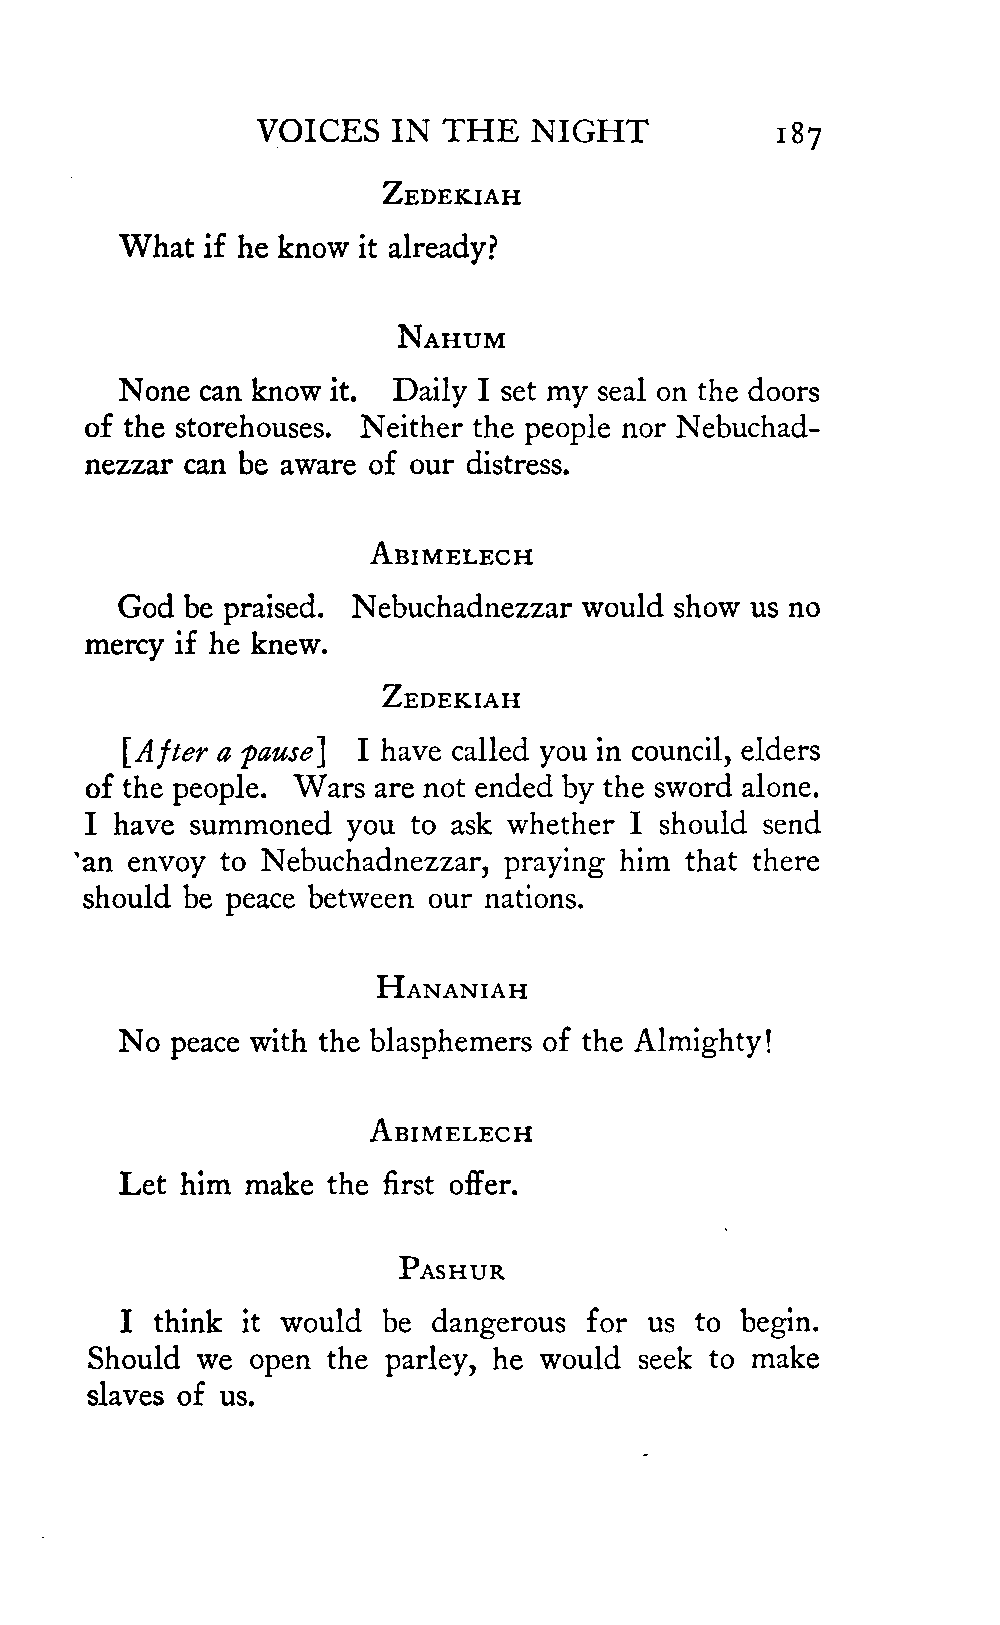 VOICES IN THE NIGHT 187
ZEDEKIAH
What if he know it already?
NAHUM
None can know it. Daily I set my seal on the doors
of the storehouses. Neither the people nor Nebuchad-
nezzar can be aware of our distress.
ABIMELECH
God be praised. Nebuchadnezzar would show us no
mercy if he knew.
ZEDEKIAH
[After a pause] I have called you in council, elders
of the people. Wars are not ended by the sword alone.
I have summoned you to ask whether I should send
an envoy to Nebuchadnezzar, praying him that there
should be peace between our nations.
HANANIAH
No peace with the blasphemers of the Almighty!
ABIMELECH
Let him make the first offer.
PASHUR
I think it would be dangerous for us to begin.
Should we open the parley, he would seek to make
slaves of us.